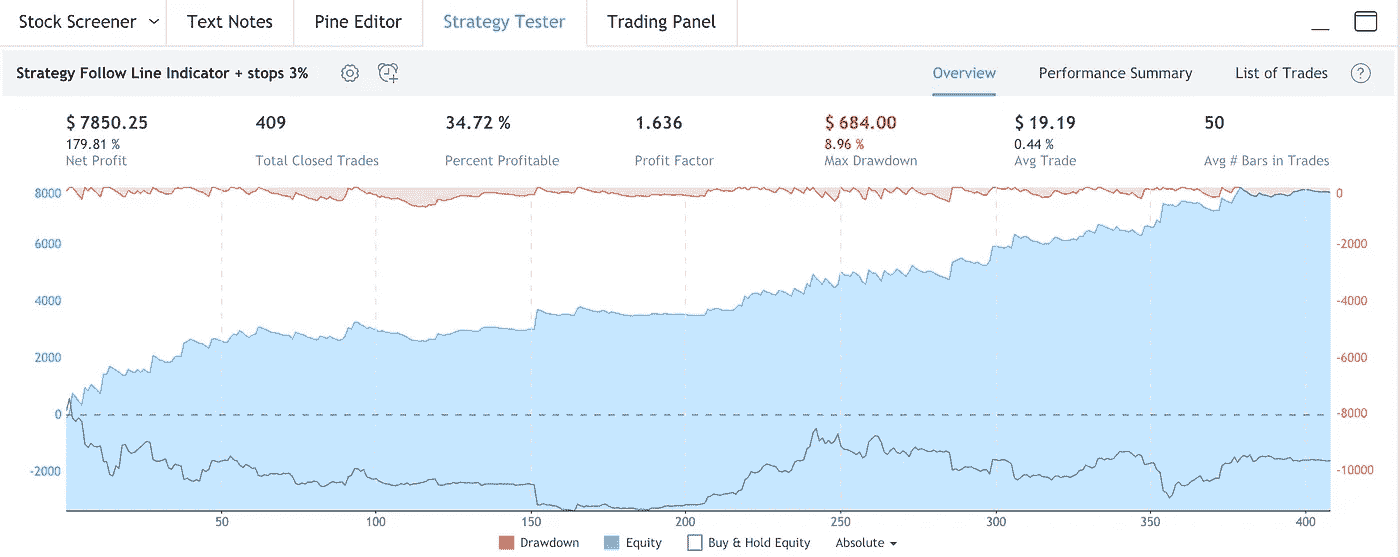 Stock Screener Text Notes Pine Editor Strategy Tester Trading Panel
Strategy Follow Line Indicator + stops 3% Overview Performance Summary List of Trades ?
$ 7850.25 409 34.72 % 1.636 $ 684.00 $ 19.19 50
179.81 % 8.96 % 0.44 %
Net Profit Total Closed Trades Percent Profitable Profit Factor Max Drawdown Avg Trade Avg # Bars in Trades
8000 0
6000 -2000
4000 -4000
2000 -6000
0 -8000
-2000 -10000
50 100 150 200 250 300 350 400
Drawdown Equity Buy & Hold Equity Absolute